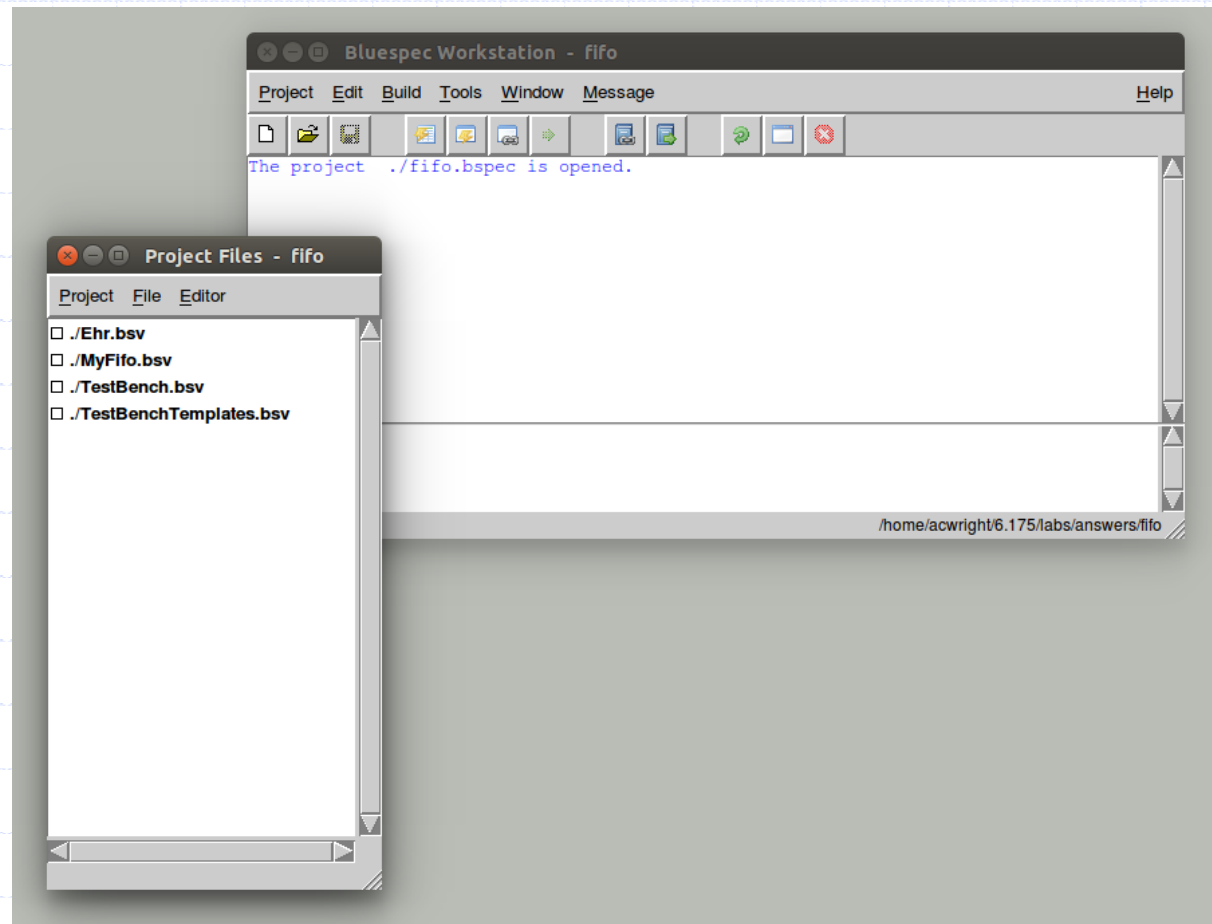 Bluespec Workstation - fifo
Project Edit Build Tools Window Message Help
The project ./fifo.bspec is opened.
Project Files - fifo
Project File Editor
./Ehr.bsv
./MyFifo.bsv
./TestBench.bsv
./TestBenchTemplates.bsv
/home/acwright/6.175/labs/answers/fifo